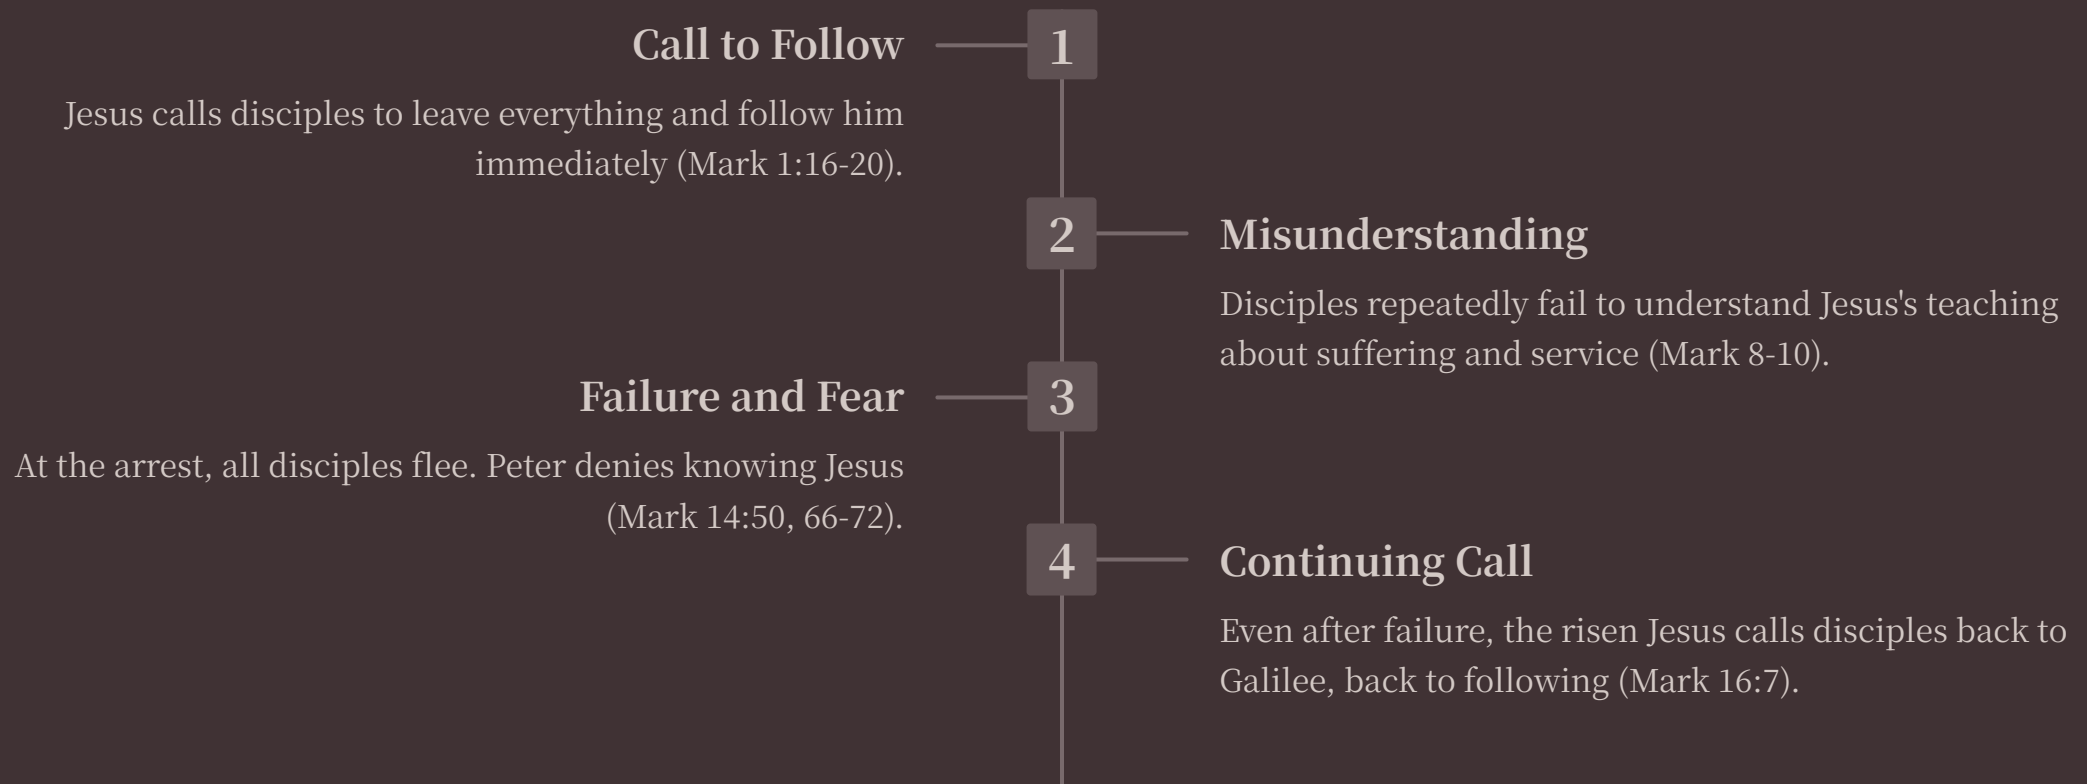 Call to Follow
1
Jesus calls disciples to leave everything and follow him
immediately (Mark 1:16-20).
2
Misunderstanding
Disciples repeatedly fail to understand Jesus's teaching
about suffering and service (Mark 8-10).
Failure and Fear
3
At the arrest, all disciples flee. Peter denies knowing Jesus
(Mark 14:50, 66-72).
4
Continuing Call
Even after failure, the risen Jesus calls disciples back to
Galilee, back to following (Mark 16:7).